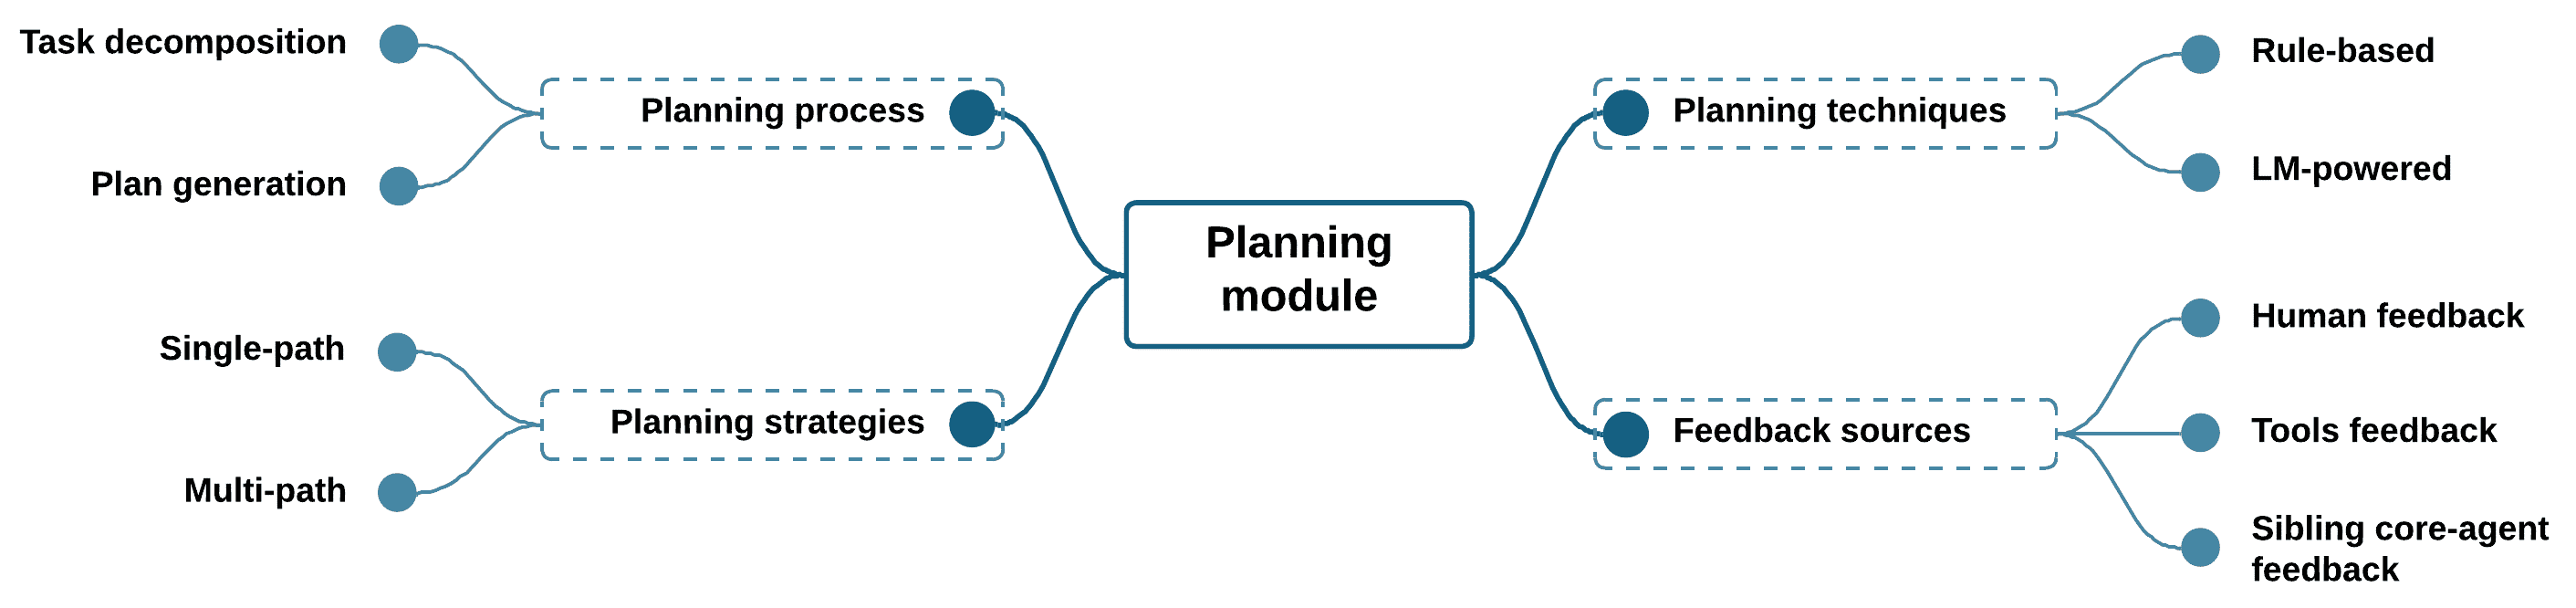 Task decomposition
Planning process
Plan generation
Single-path
Planning strategies
Multi-path
Planning
module
Planning techniques
Rule-based
LM-powered
Feedback sources
Human feedback
Tools feedback
Sibling core-agent
feedback